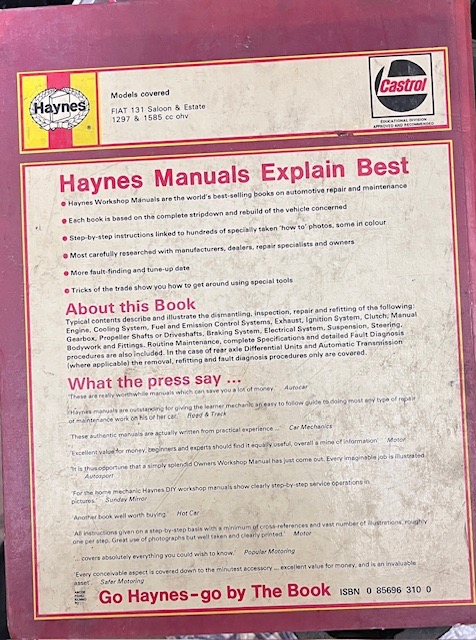 Haynes
®
Models covered
FIAT 131 Saloon & Estate
1297 & 1585 cc ohv
Castrol
EDUCATIONAL DIVISION
APPROVED AND RECOMMENDED
Haynes Manuals Explain Best
● Haynes Workshop Manuals are the world's best-selling books on automotive repair and maintenance
● Each book is based on the complete stripdown and rebuild of the vehicle concerned
● Step-by-step instructions linked to hundreds of specially taken 'how to' photos, some in colour
● Most carefully researched with manufacturers, dealers, repair specialists and owners
● More fault-finding and tune-up date
● Tricks of the trade show you how to get around using special tools
About this Book
Typical contents describe and illustrate the dismantling, inspection, repair and refitting of the following:
Engine, Cooling System, Fuel and Emission Control Systems, Exhaust, Ignition System, Clutch; Manual
Gearbox, Propeller Shafts or Driveshafts, Braking System, Electrical System, Suspension, Steering,
Bodywork and Fittings. Routine Maintenance, complete Specifications and detailed Fault Diagnosis
procedures are also included. In the case of rear axle Differential Units and Automatic Transmission
(where applicable) the removal, refitting and fault diagnosis procedures only are covered.
What the press say ...
'These are really worthwhile manuals which can save you a lot of money.' Autocar
'Haynes manuals are outstanding for giving the learner mechanic an easy to follow guide to doing most any type of repair
or maintenance work on his or her car.' Road & Track
'These authentic manuals are actually written from practical experience ...' Car Mechanics
'Excellent value for money, beginners and experts should find it equally useful, overall a mine of information' Motor
'It is thus opportune that a simply splendid Owners Workshop Manual has just come out. Every imaginable job is illustrated.'
Autosport
'For the home mechanic Haynes DIY workshop manuals show clearly step-by-step service operations in
pictures.' Sunday Mirror
'Another book well worth buying.' Hot Car
'All instructions given on a step-by-step basis with a minimum of cross-references and vast number of illustrations, roughly
one per step. Great use of photographs but well taken and clearly printed.' Motor
'... covers absolutely everything you could wish to know.' Popular Motoring
'Every conceivable aspect is covered down to the minutest accessory ... excellent value for money, and is an invaluable
asset'. Safer Motoring
Go Haynes-go by The Book ISBN 0 85696 310 0